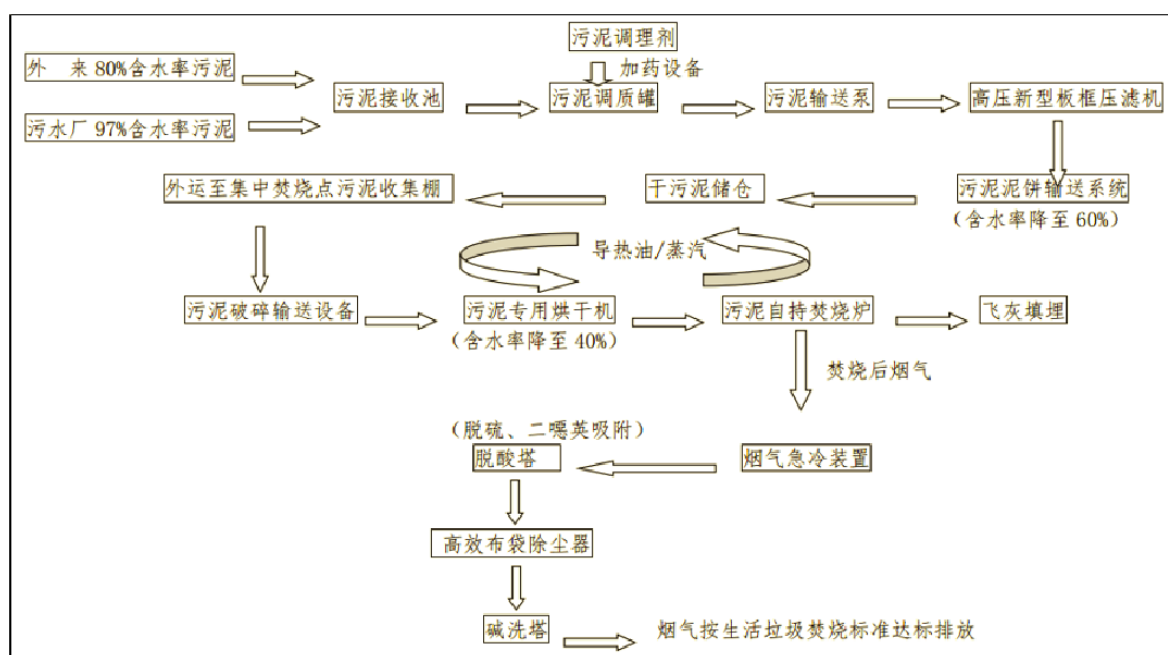 污泥调理剂
外 来 80%含水率污泥
加药设备
污泥接收池
污泥调质罐
污泥输送泵
高压新型板框压滤机
污水厂 97%含水率污泥
外运至集中焚烧点污泥收集棚
干污泥储仓
污泥泥饼输送系统
(含水率降至 60%)
导热油/蒸汽
污泥破碎输送设备
污泥专用烘干机
污泥自持焚烧炉
飞灰填埋
(含水率降至 40%)
焚烧后烟气
(脱硫、二噁英吸附)
脱酸塔
烟气急冷装置
高效布袋除尘器
碱洗塔
烟气按生活垃圾焚烧标准达标排放